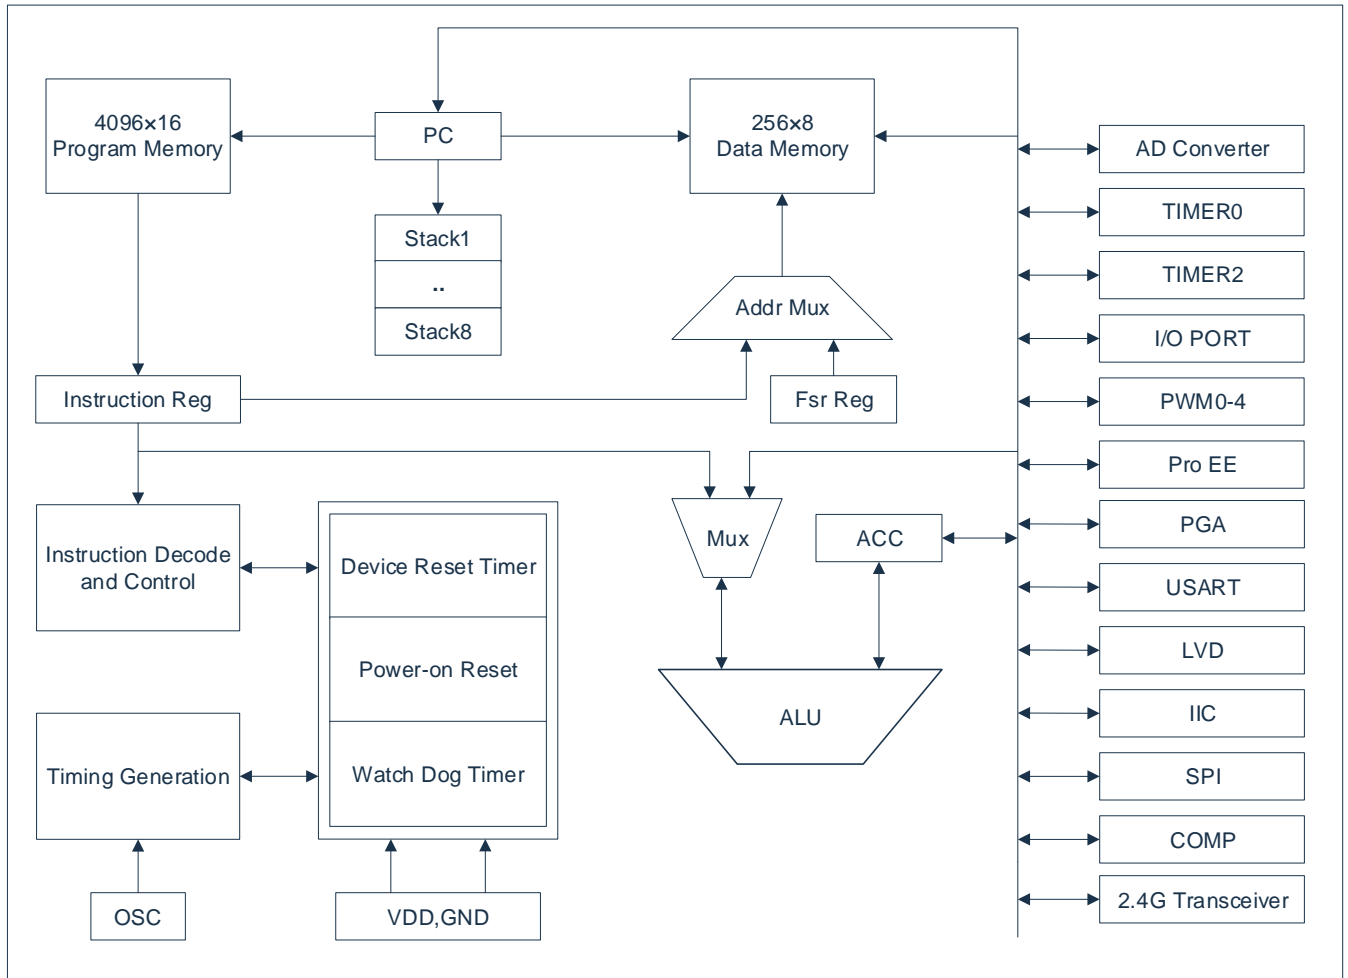 4096×16
Program Memory
PC
256×8
Data Memory
AD Converter
TIMER0
Stack1
TIMER2
..
Addr Mux
Stack8
I/O PORT
Instruction Reg
Fsr Reg
PWM0-4
Pro EE
Instruction Decode
and Control
Device Reset Timer
Mux
ACC
PGA
USART
Power-on Reset
LVD
ALU
IIC
Timing Generation
Watch Dog Timer
SPI
COMP
OSC
VDD,GND
2.4G Transceiver